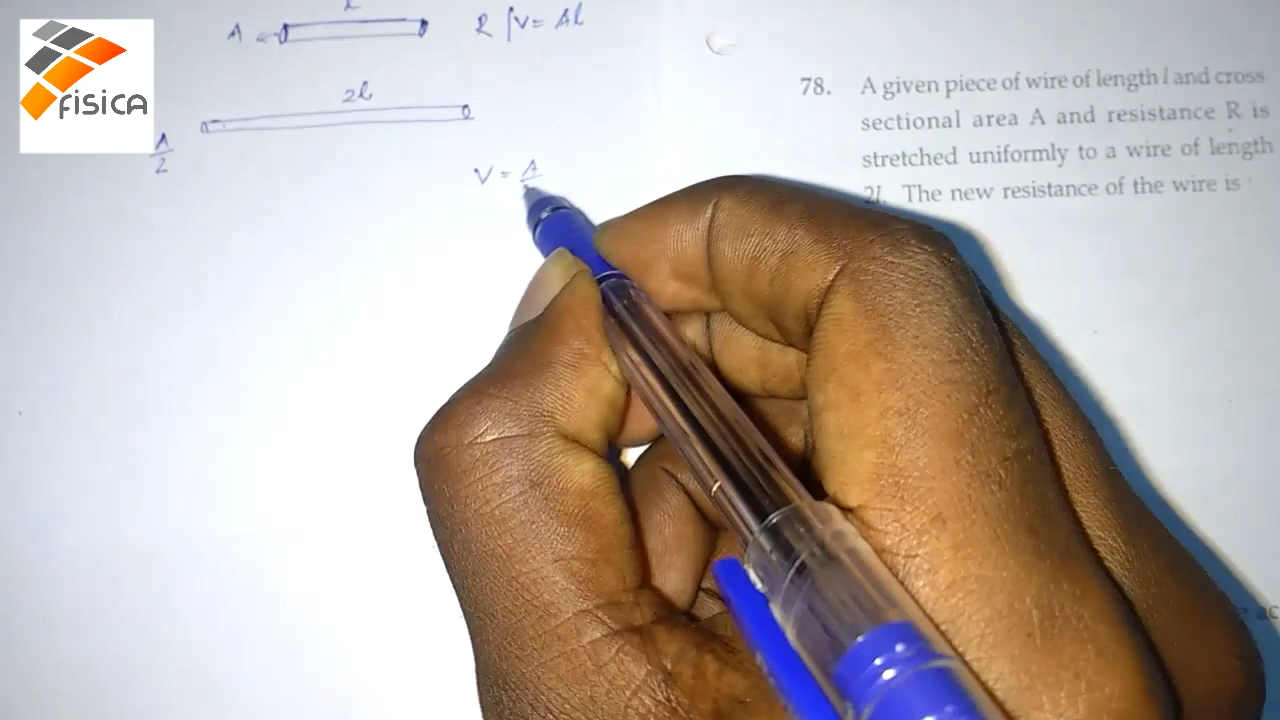 fisica
l
A
R | V = Al
2l
A/2
V = A
78. A given piece of wire of length l and cross
sectional area A and resistance R is
stretched uniformly to a wire of length
2l. The new resistance of the wire is :
ac